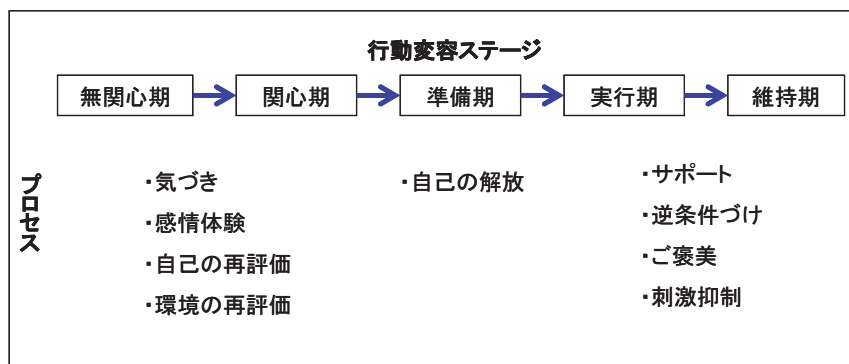 行動変容ステージ
無関心期
関心期
準備期
実行期
維持期
プロセス
・気づき
・感情体験
・自己の再評価
・環境の再評価
・自己の解放
・サポート
・逆条件づけ
・ご褒美
・刺激抑制